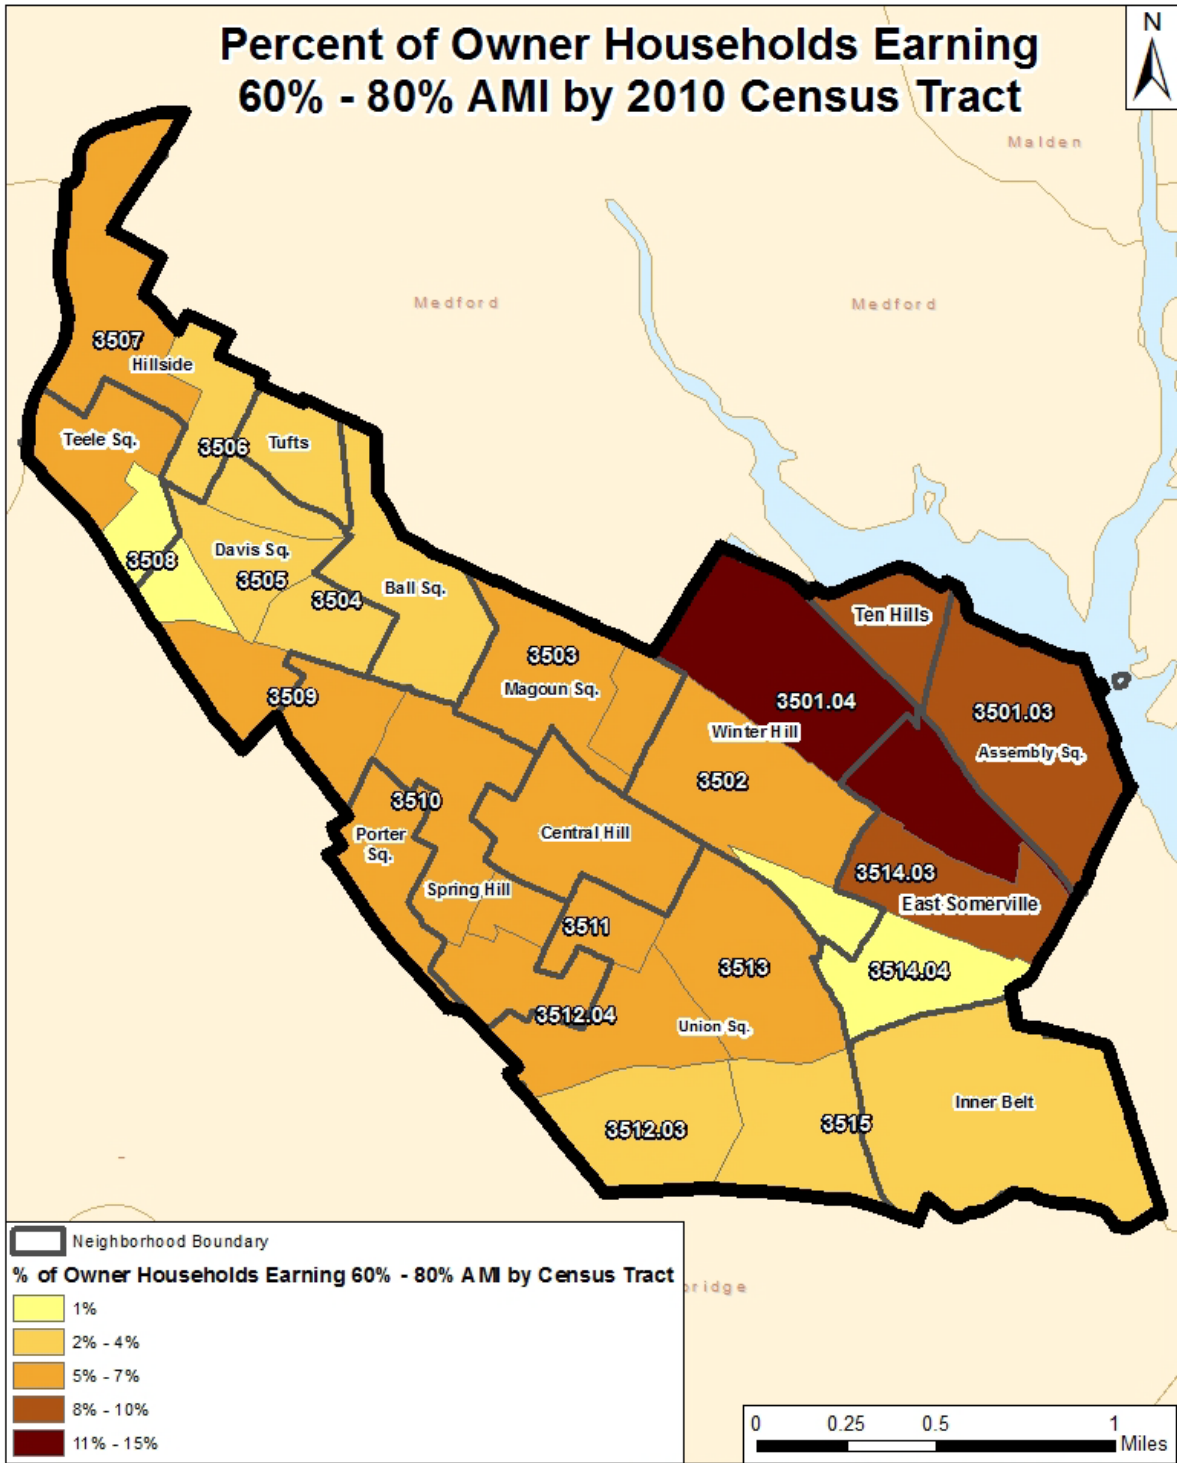 Percent of Owner Households Earning
60% - 80% AMI by 2010 Census Tract
N
Malden
Medford
Medford
3507
Hillside
Teele Sq.
3506
Tufts
3508
Davis Sq.
3505
3504
Ball Sq.
3503
Magoun Sq.
3509
Ten Hills
3501.04
3501.03
Winter Hill
Assembly Sq.
3502
3510
Porter
Sq.
Central Hill
Spring Hill
3514.03
East Somerville
3511
3513
3514.04
3512.04
Union Sq.
Inner Belt
3512.03
3515
bridge
Neighborhood Boundary
% of Owner Households Earning 60% - 80% AMI by Census Tract
1%
2% - 4%
5% - 7%
8% - 10%
11% - 15%
0 0.25 0.5 1
Miles